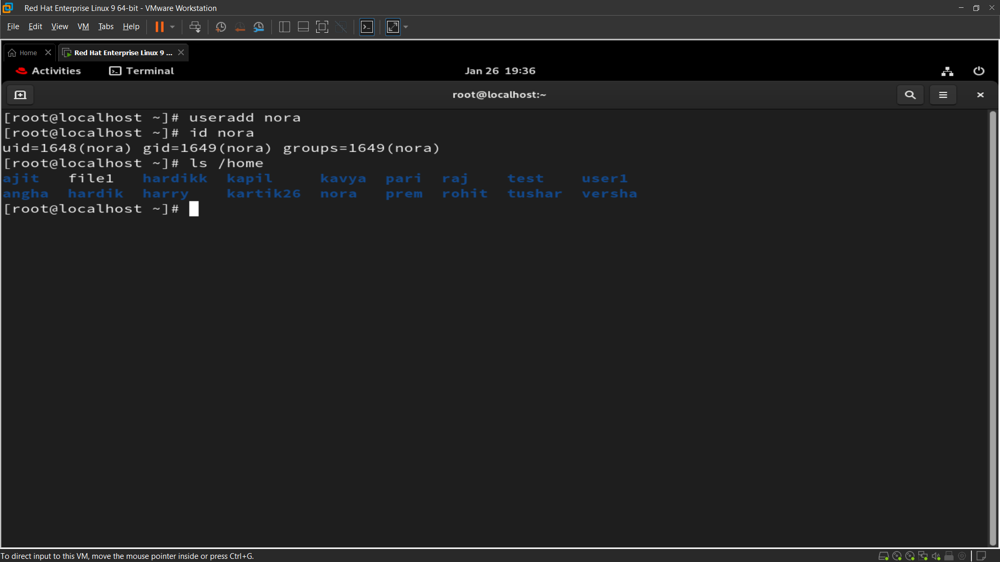 Red Hat Enterprise Linux 9 64-bit - VMware Workstation
File Edit View VM Tabs Help
Home Red Hat Enterprise Linux 9 ...
Activities Terminal Jan 26 19:36
root@localhost:~
[root@localhost ~]# useradd nora
[root@localhost ~]# id nora
uid=1648(nora) gid=1649(nora) groups=1649(nora)
[root@localhost ~]# ls /home
ajit file1 hardikk kapil kavya pari raj test user1
angha hardik harry kartik26 nora prem rohit tushar versha
[root@localhost ~]#
To direct input to this VM, move the mouse pointer inside or press Ctrl+G.